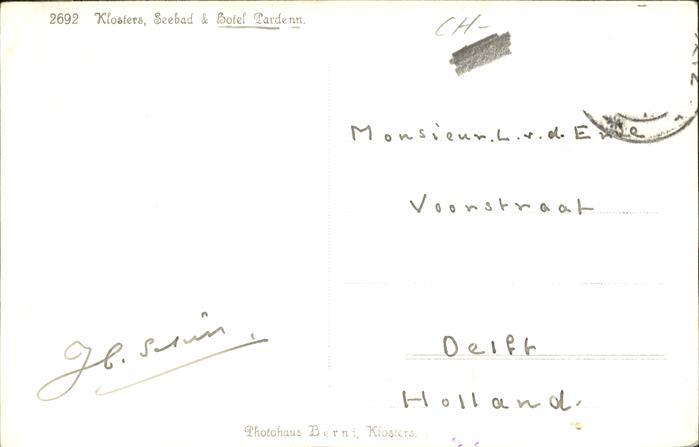 2692 Klosters, Seebad & Hotel Pardenn.
CH-
Monsieur. L. v. d. Ende
Voorstraat
Delft
Holland.
Photohaus Berni, Klosters.